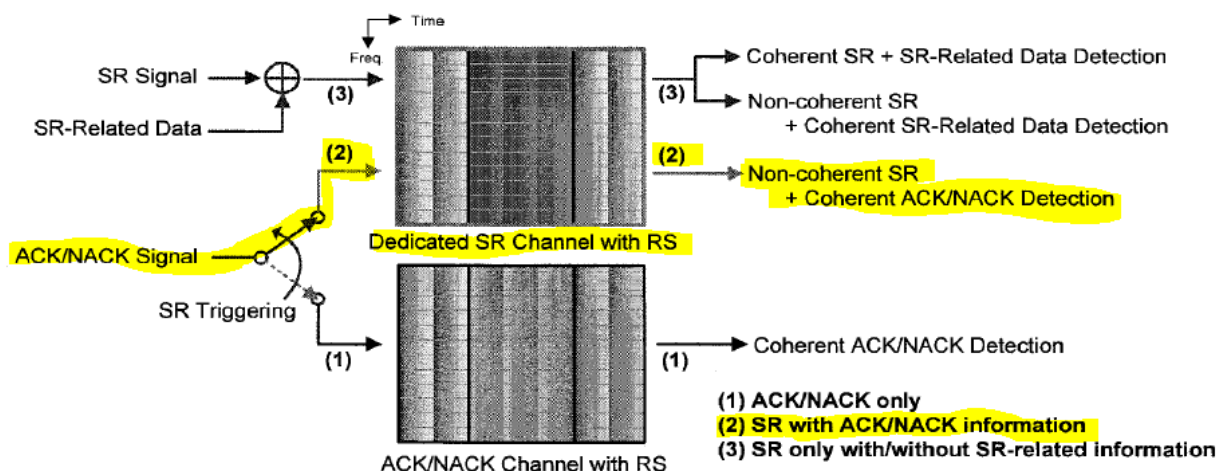 Time
Freq.
SR Signal
(3)
(3)
Coherent SR + SR-Related Data Detection
SR-Related Data
Non-coherent SR
+ Coherent SR-Related Data Detection
(2)
(2)
Non-coherent SR
+ Coherent ACK/NACK Detection
Dedicated SR Channel with RS
ACK/NACK Signal
SR Triggering
(1)
(1)
Coherent ACK/NACK Detection
(1) ACK/NACK only
(2) SR with ACK/NACK information
(3) SR only with/without SR-related information
ACK/NACK Channel with RS